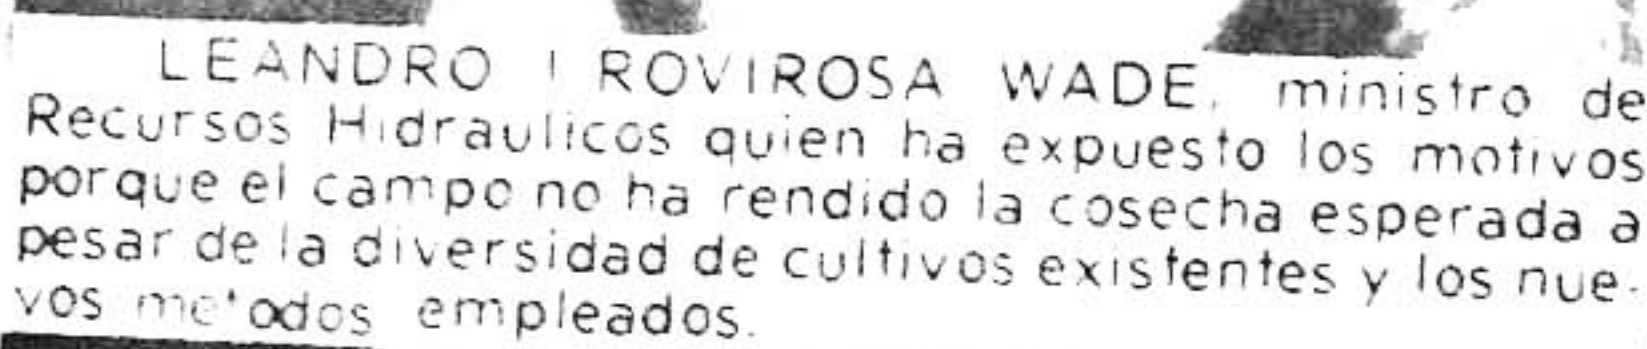 LEANDRO I ROVIROSA WADE, ministro de
Recursos Hidraulicos quien ha expuesto los motivos
porque el campo no ha rendido la cosecha esperada a
pesar de la diversidad de cultivos existentes y los nue-
vos metodos empleados.